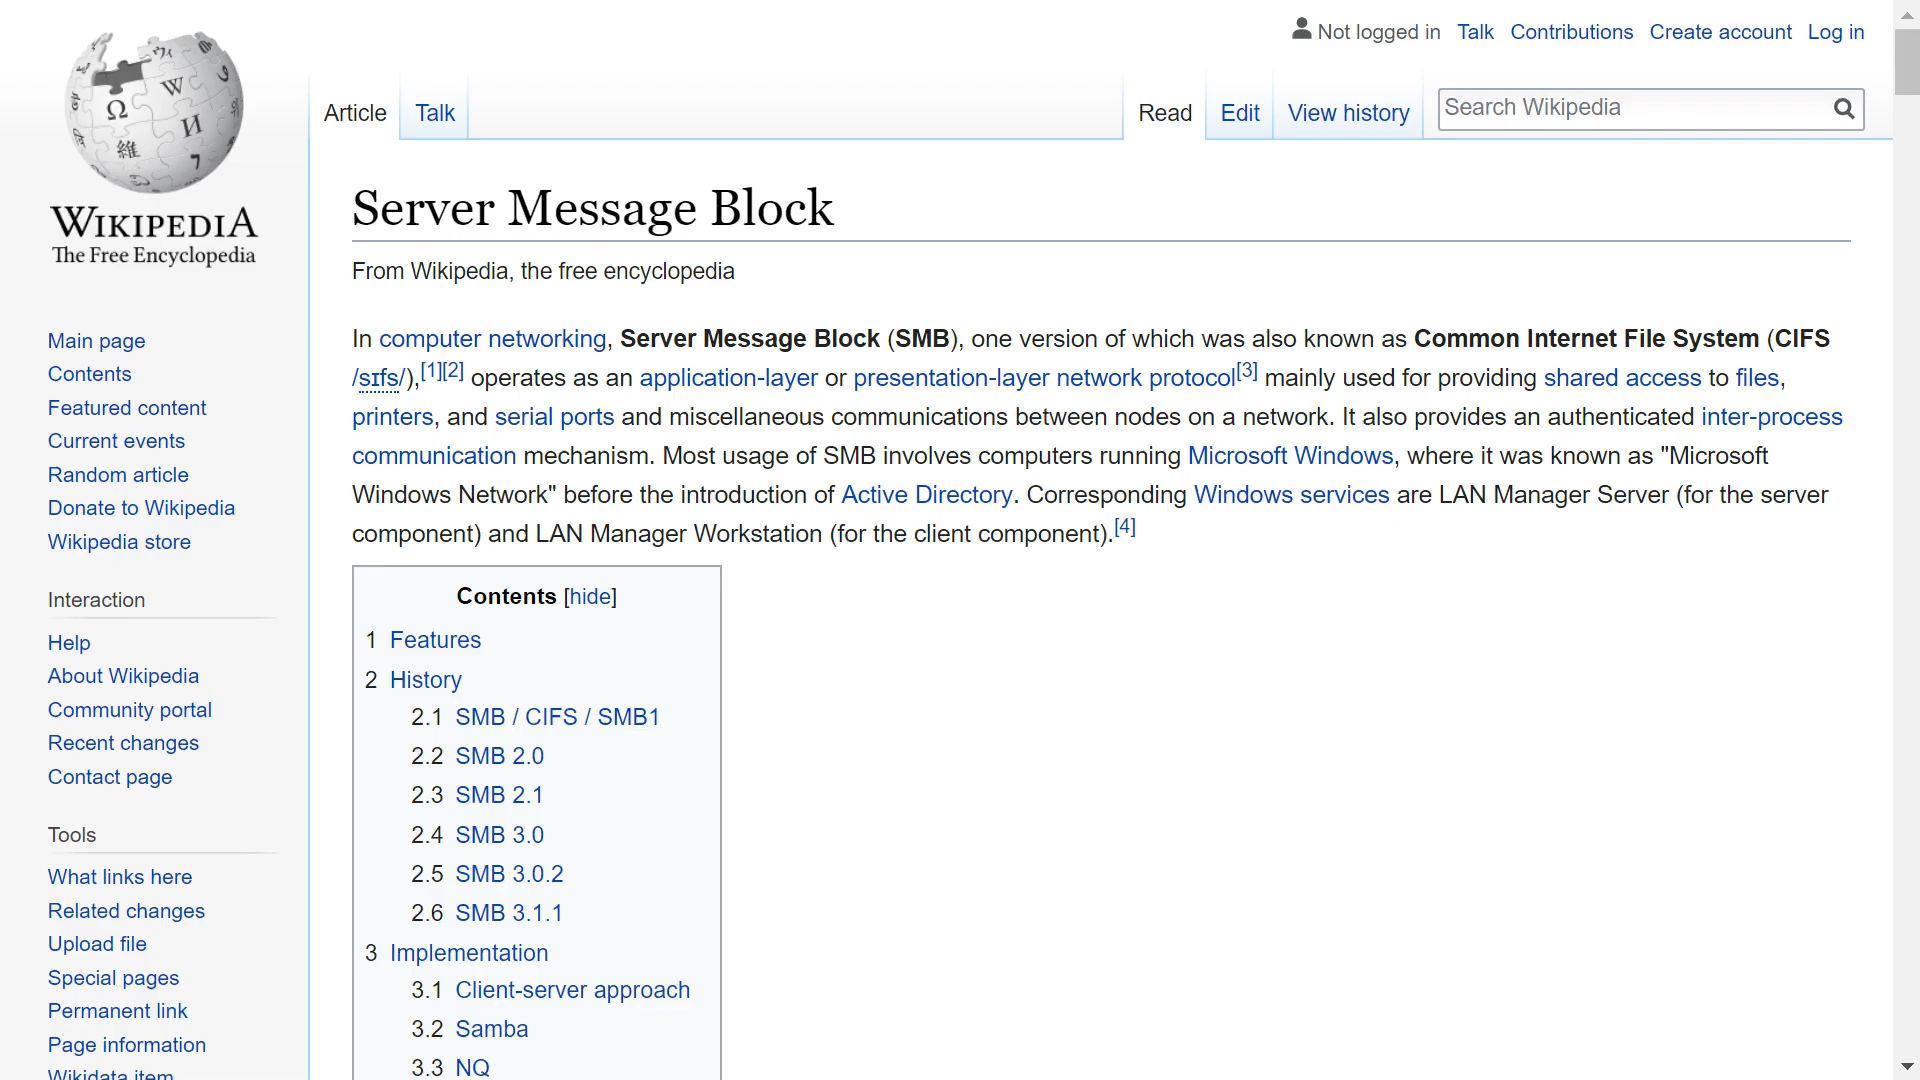 Not logged in Talk Contributions Create account Log in
Article Talk Read Edit View history Search Wikipedia
WIKIPEDIA
The Free Encyclopedia
Main page
Contents
Featured content
Current events
Random article
Donate to Wikipedia
Wikipedia store
Interaction
Help
About Wikipedia
Community portal
Recent changes
Contact page
Tools
What links here
Related changes
Upload file
Special pages
Permanent link
Page information
Wikidata item
Server Message Block
From Wikipedia, the free encyclopedia
In computer networking, Server Message Block (SMB), one version of which was also known as Common Internet File System (CIFS
/sɪfs/),[1][2] operates as an application-layer or presentation-layer network protocol[3] mainly used for providing shared access to files,
printers, and serial ports and miscellaneous communications between nodes on a network. It also provides an authenticated inter-process
communication mechanism. Most usage of SMB involves computers running Microsoft Windows, where it was known as "Microsoft
Windows Network" before the introduction of Active Directory. Corresponding Windows services are LAN Manager Server (for the server
component) and LAN Manager Workstation (for the client component).[4]
Contents [hide]
1 Features
2 History
2.1 SMB / CIFS / SMB1
2.2 SMB 2.0
2.3 SMB 2.1
2.4 SMB 3.0
2.5 SMB 3.0.2
2.6 SMB 3.1.1
3 Implementation
3.1 Client-server approach
3.2 Samba
3.3 NQ